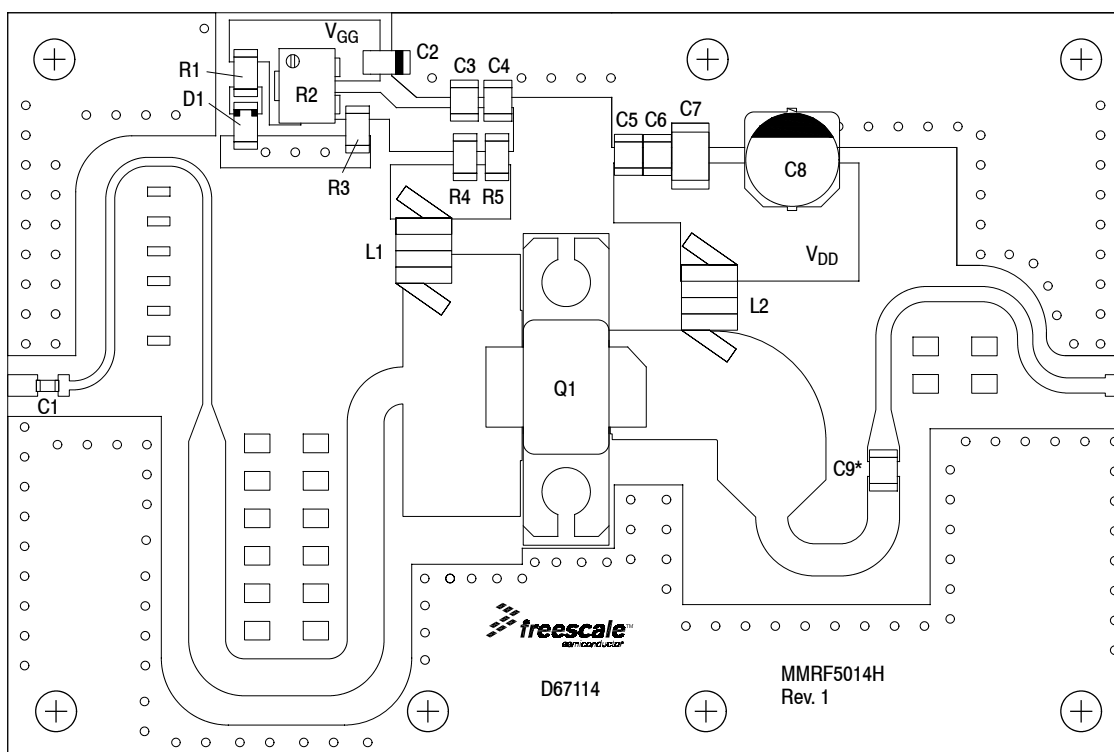 VGG
C2
R1
R2
C3 C4
D1
C5 C6
C7
R3
R4 R5
C8
L1
VDD
L2
C1
Q1
C9*
freescale™
semiconductor
D67114
MMRF5014H
Rev. 1